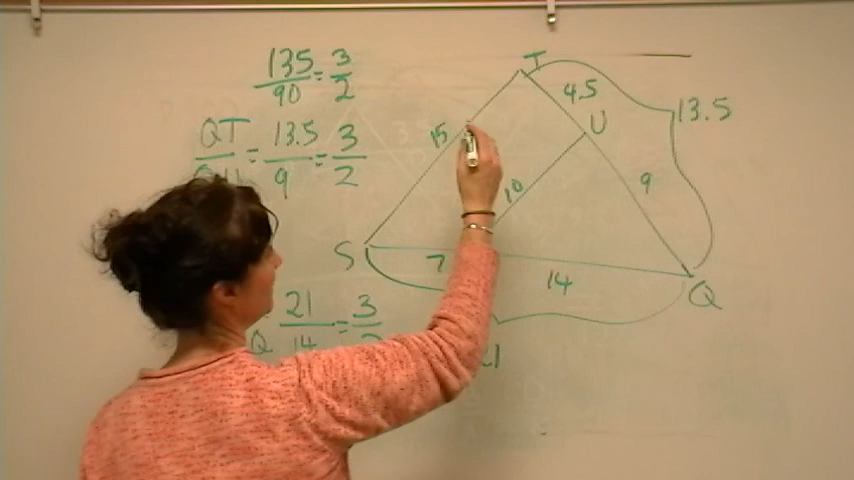 135/90 = 3/2
QT/ = 13.5/9 = 3/2
Q 21/14 = 3/
T
4.5
13.5
U
15
10
9
S
7
14
Q
21